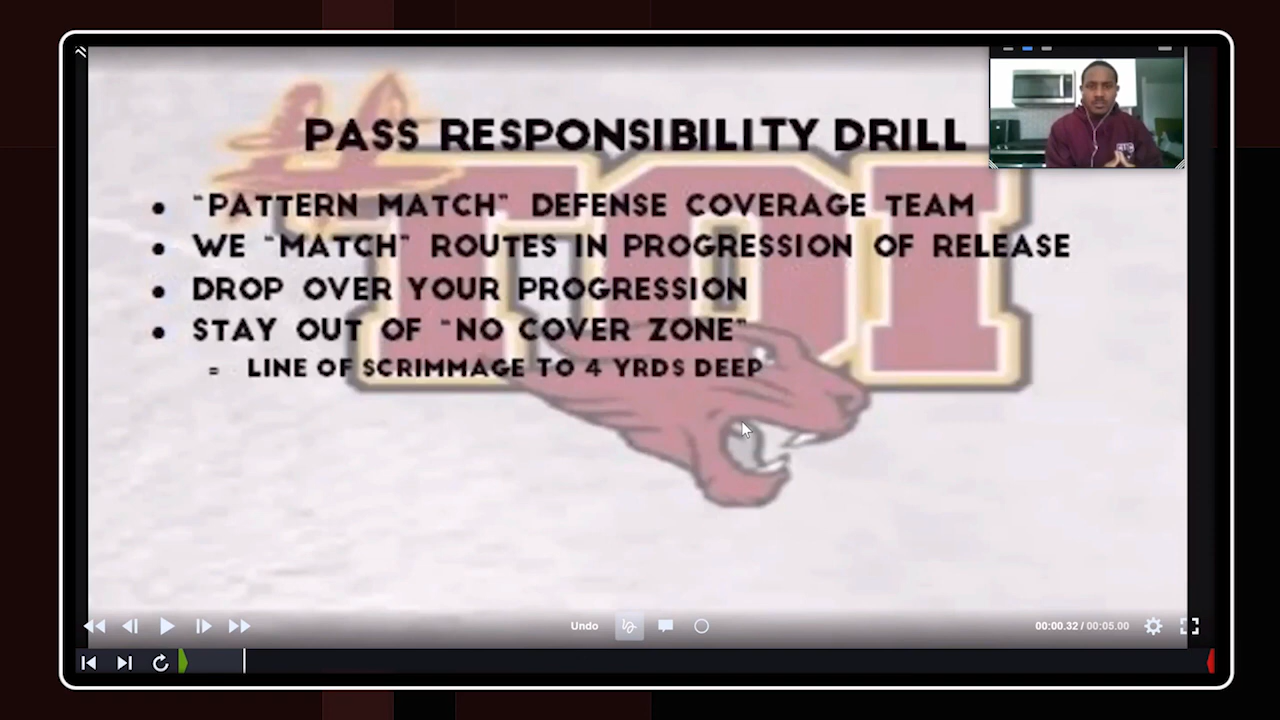 PASS RESPONSIBILITY DRILL
• "PATTERN MATCH" DEFENSE COVERAGE TEAM
• WE "MATCH" ROUTES IN PROGRESSION OF RELEASE
• DROP OVER YOUR PROGRESSION
• STAY OUT OF "NO COVER ZONE"
= LINE OF SCRIMMAGE TO 4 YRDS DEEP
Undo
00:00.32 / 00:05.00